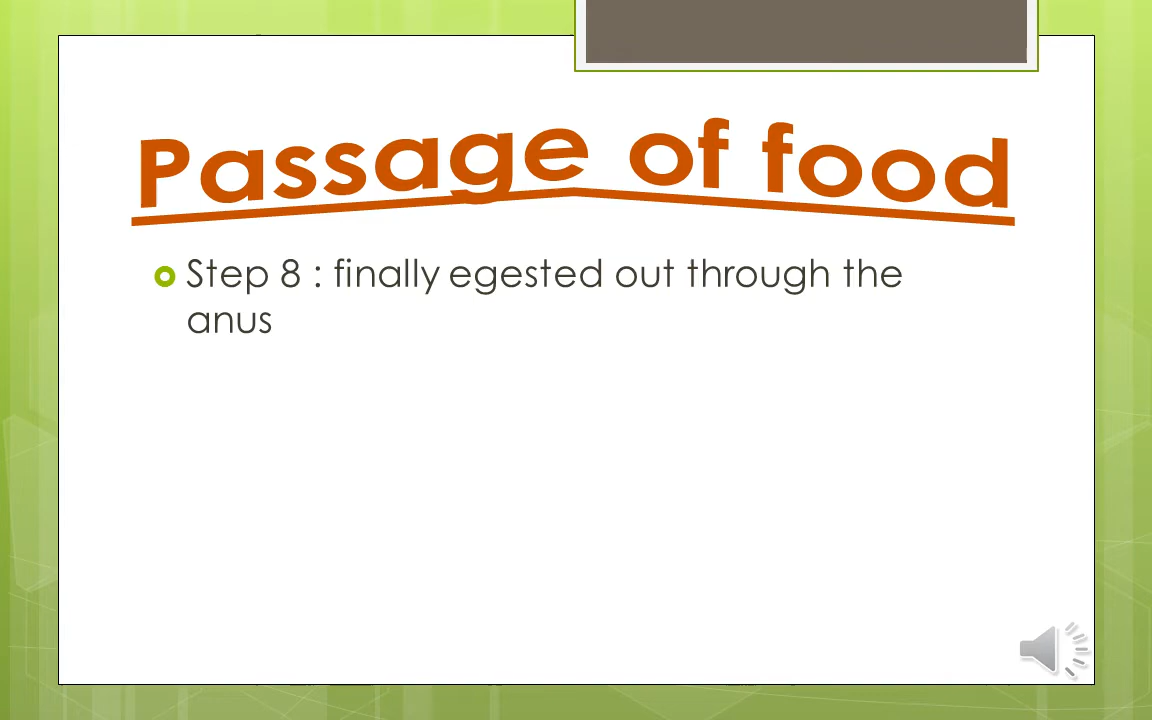 Passage of food
Step 8 : finally egested out through the
anus